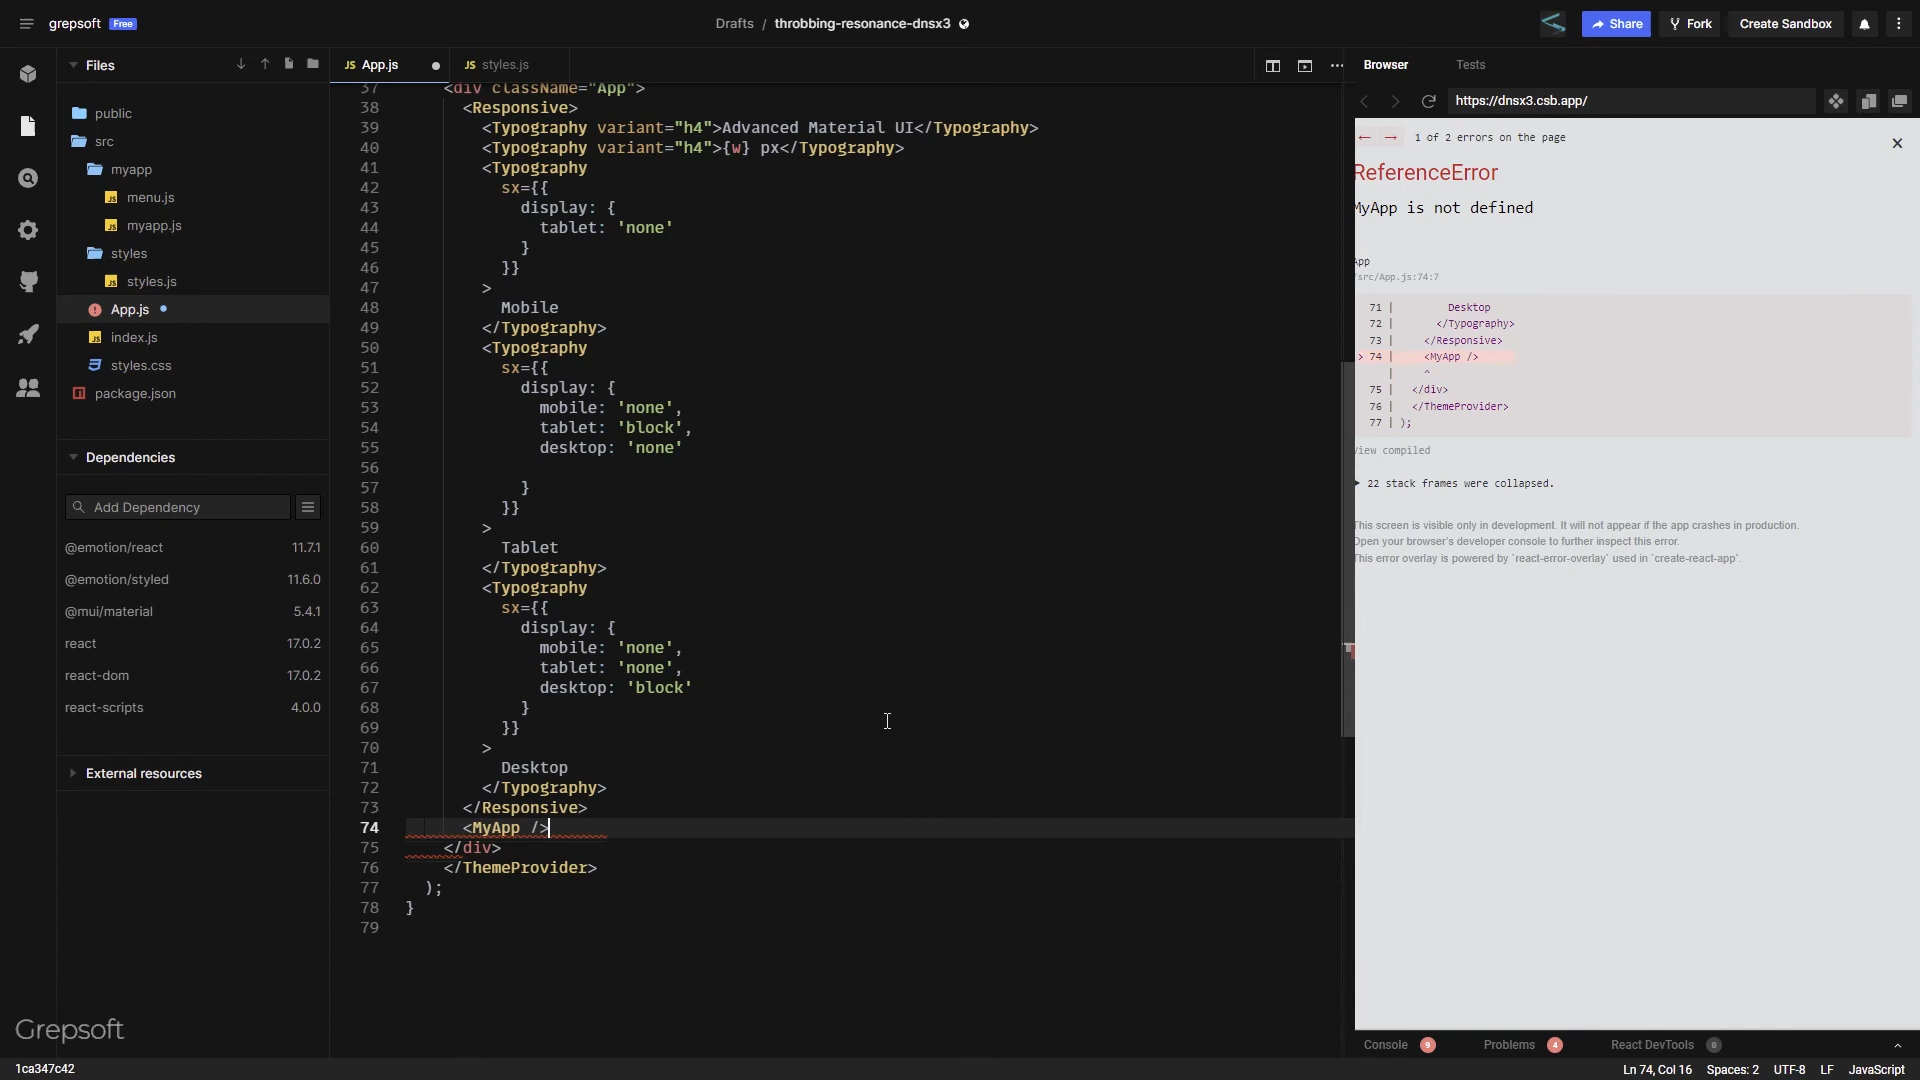 grepsoft Free
Drafts / throbbing-resonance-dnsx3
Share
Fork
Create Sandbox
Files
public
src
myapp
menu.js
myapp.js
styles
styles.js
App.js
index.js
styles.css
package.json
Dependencies
Add Dependency
@emotion/react 11.7.1
@emotion/styled 11.6.0
@mui/material 5.4.1
react 17.0.2
react-dom 17.0.2
react-scripts 4.0.0
External resources
Grepsoft
1ca347c42
JS App.js
JS styles.js
37 <div className="App">
38 <Responsive>
39 <Typography variant="h4">Advanced Material UI</Typography>
40 <Typography variant="h4">{w} px</Typography>
41 <Typography
42 sx={{
43 display: {
44 tablet: 'none'
45 }
46 }}
47 >
48 Mobile
49 </Typography>
50 <Typography
51 sx={{
52 display: {
53 mobile: 'none',
54 tablet: 'block',
55 desktop: 'none'
56
57 }
58 }}
59 >
60 Tablet
61 </Typography>
62 <Typography
63 sx={{
64 display: {
65 mobile: 'none',
66 tablet: 'none',
67 desktop: 'block'
68 }
69 }}
70 >
71 Desktop
72 </Typography>
73 </Responsive>
74 <MyApp />
75 </div>
76 </ThemeProvider>
77 );
78 }
79
Browser
Tests
https://dnsx3.csb.app/
← → 1 of 2 errors on the page
ReferenceError
MyApp is not defined
App
/src/App.js:74:7
71 | Desktop
72 | </Typography>
73 | </Responsive>
> 74 | <MyApp />
| ^
75 | </div>
76 | </ThemeProvider>
77 | );
View compiled
▶ 22 stack frames were collapsed.
This screen is visible only in development. It will not appear if the app crashes in production.
Open your browser's developer console to further inspect this error.
This error overlay is powered by `react-error-overlay` used in `create-react-app`.
Console 9
Problems 4
React DevTools 0
Ln 74, Col 16 Spaces: 2 UTF-8 LF JavaScript